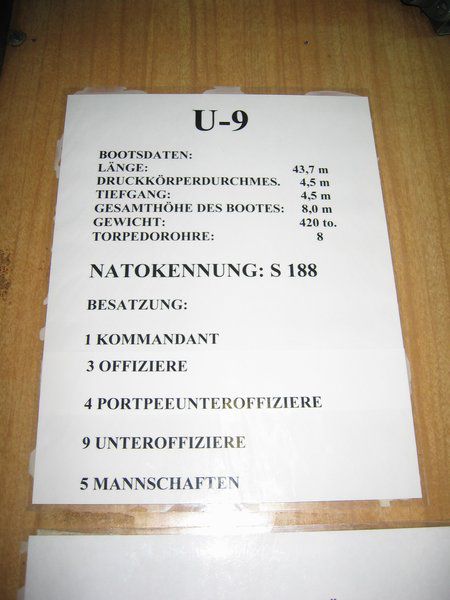 U-9
BOOTSDATEN:
LÄNGE: 43,7 m
DRUCKKÖRPERDURCHMES. 4,5 m
TIEFGANG: 4,5 m
GESAMTHÖHE DES BOOTES: 8,0 m
GEWICHT: 420 to.
TORPEDOROHRE: 8
NATOKENNUNG: S 188
BESATZUNG:
1 KOMMANDANT
3 OFFIZIERE
4 PORTPEEUNTEROFFIZIERE
9 UNTEROFFIZIERE
5 MANNSCHAFTEN